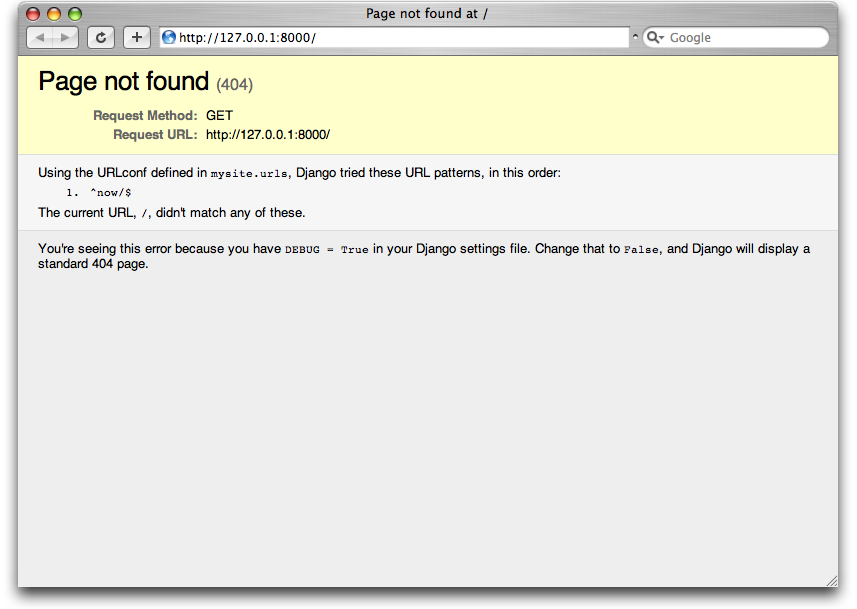 Page not found at /
http://127.0.0.1:8000/
Google
Page not found (404)
Request Method: GET
Request URL: http://127.0.0.1:8000/
Using the URLconf defined in mysite.urls, Django tried these URL patterns, in this order:
1. ^now/$
The current URL, /, didn't match any of these.
You're seeing this error because you have DEBUG = True in your Django settings file. Change that to False, and Django will display a
standard 404 page.